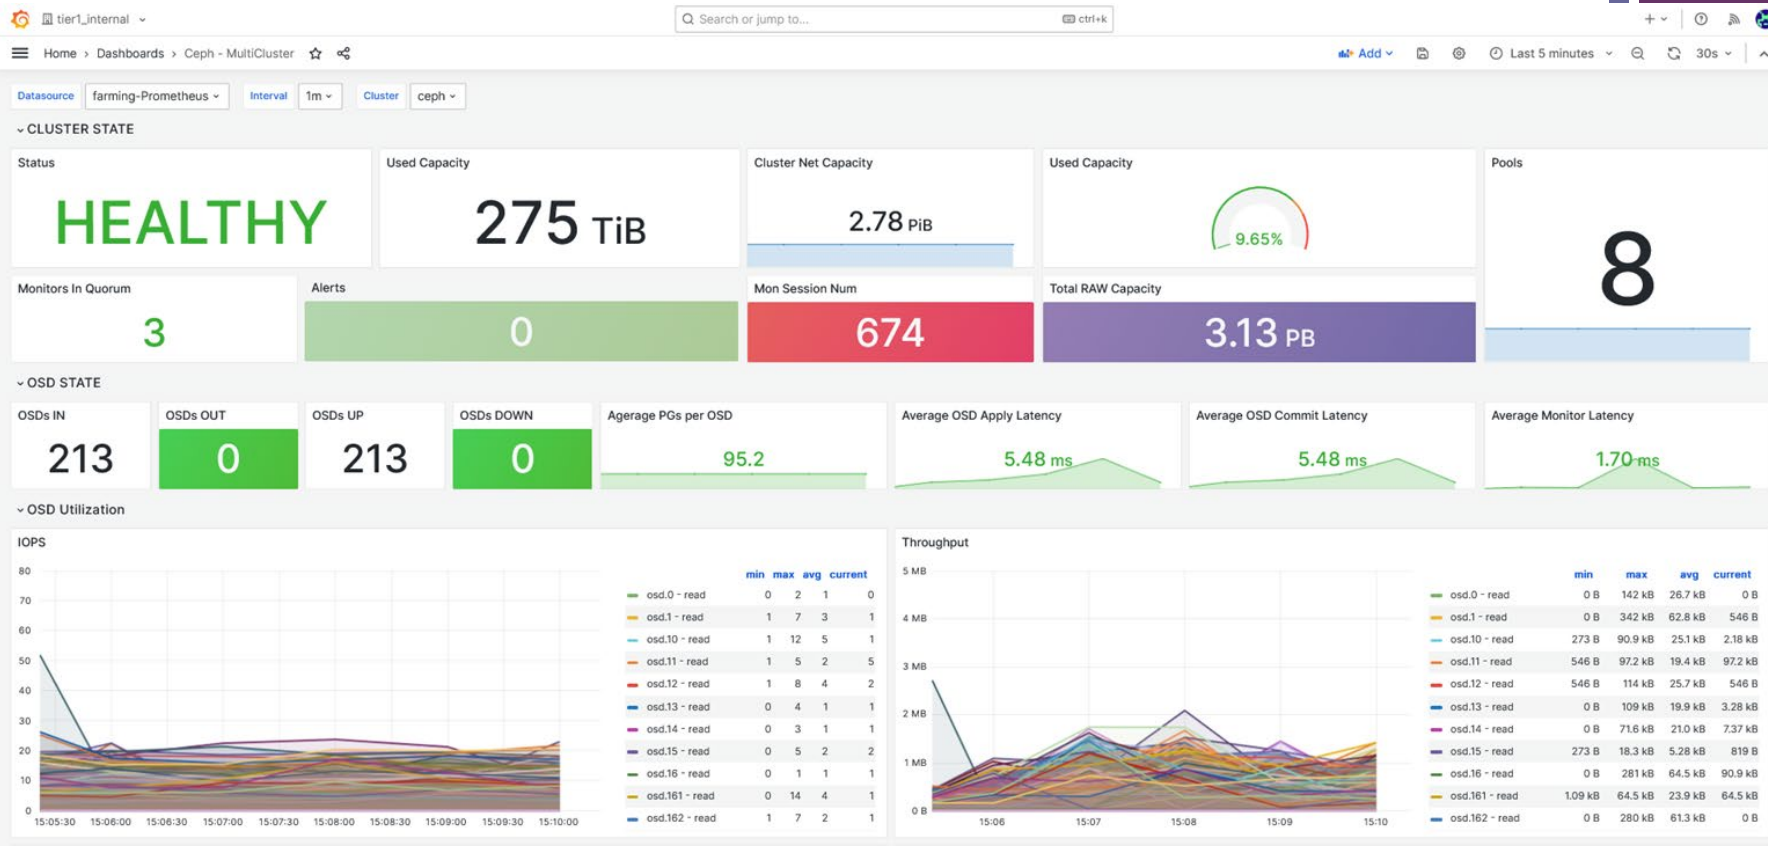 tier1_internal
Search or jump to...
ctrl+k
Home > Dashboards > Ceph - MultiCluster
Add
Last 5 minutes
30s
Datasource farming-Prometheus Interval 1m Cluster ceph
CLUSTER STATE
Status
HEALTHY
Used Capacity
275 TiB
Cluster Net Capacity
2.78 PiB
Used Capacity
9.65%
Pools
8
Monitors In Quorum
3
Alerts
0
Mon Session Num
674
Total RAW Capacity
3.13 PB
OSD STATE
OSDs IN
213
OSDs OUT
0
OSDs UP
213
OSDs DOWN
0
Agerage PGs per OSD
95.2
Average OSD Apply Latency
5.48 ms
Average OSD Commit Latency
5.48 ms
Average Monitor Latency
1.70 ms
OSD Utilization
IOPS
80
70
60
50
40
30
20
10
0
15:05:30 15:06:00 15:06:30 15:07:00 15:07:30 15:08:00 15:08:30 15:09:00 15:09:30 15:10:00
min max avg current
osd.0 - read 0 2 1 0
osd.1 - read 1 7 3 1
osd.10 - read 1 12 5 1
osd.11 - read 1 5 2 5
osd.12 - read 1 8 4 2
osd.13 - read 0 4 1 1
osd.14 - read 0 3 1 1
osd.15 - read 0 5 2 2
osd.16 - read 0 1 1 1
osd.161 - read 0 14 4 1
osd.162 - read 1 7 2 1
Throughput
5 MB
4 MB
3 MB
2 MB
1 MB
0 B
15:06 15:07 15:08 15:09 15:10
min max avg current
osd.0 - read 0 B 142 kB 26.7 kB 0 B
osd.1 - read 0 B 342 kB 62.8 kB 546 B
osd.10 - read 273 B 90.9 kB 25.1 kB 2.18 kB
osd.11 - read 546 B 97.2 kB 19.4 kB 97.2 kB
osd.12 - read 546 B 114 kB 25.7 kB 546 B
osd.13 - read 0 B 109 kB 19.9 kB 3.28 kB
osd.14 - read 0 B 71.6 kB 21.0 kB 7.37 kB
osd.15 - read 273 B 18.3 kB 5.28 kB 819 B
osd.16 - read 0 B 281 kB 64.5 kB 90.9 kB
osd.161 - read 1.09 kB 64.5 kB 23.9 kB 64.5 kB
osd.162 - read 0 B 280 kB 61.3 kB 0 B